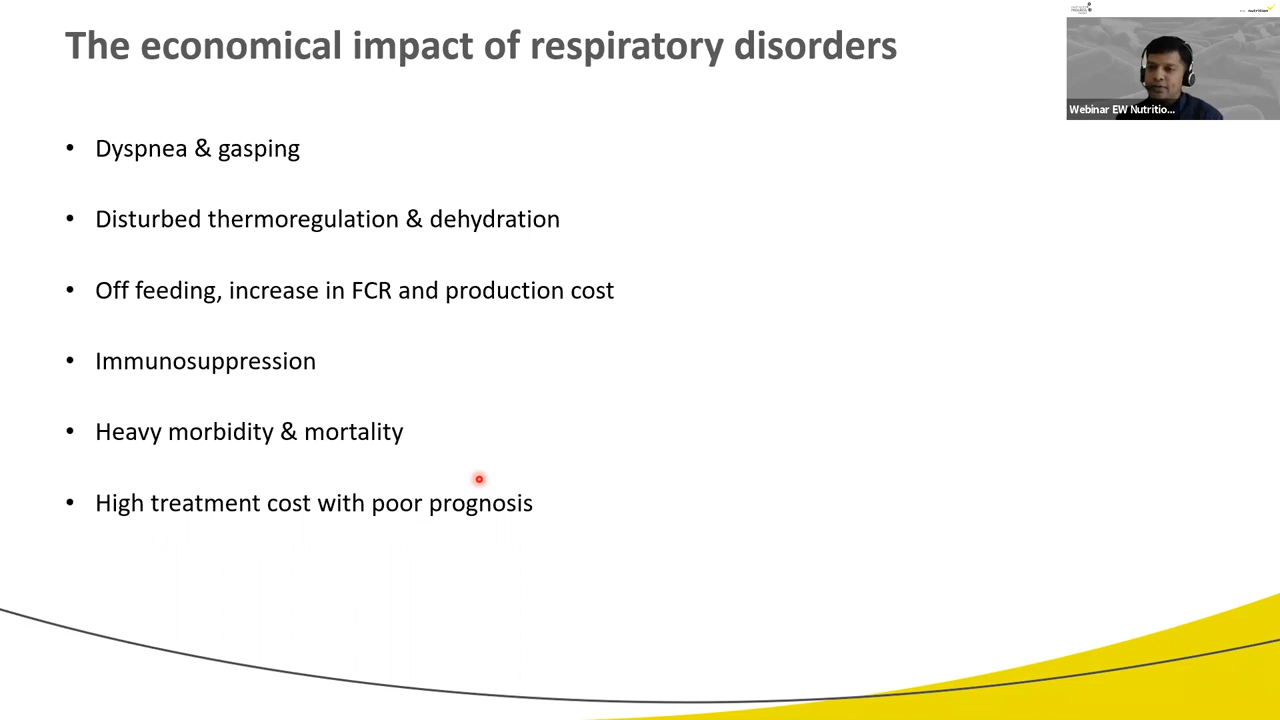 The economical impact of respiratory disorders
• Dyspnea & gasping
• Disturbed thermoregulation & dehydration
• Off feeding, increase in FCR and production cost
• Immunosuppression
• Heavy morbidity & mortality
• High treatment cost with poor prognosis
nutrition
Webinar EW Nutritio...